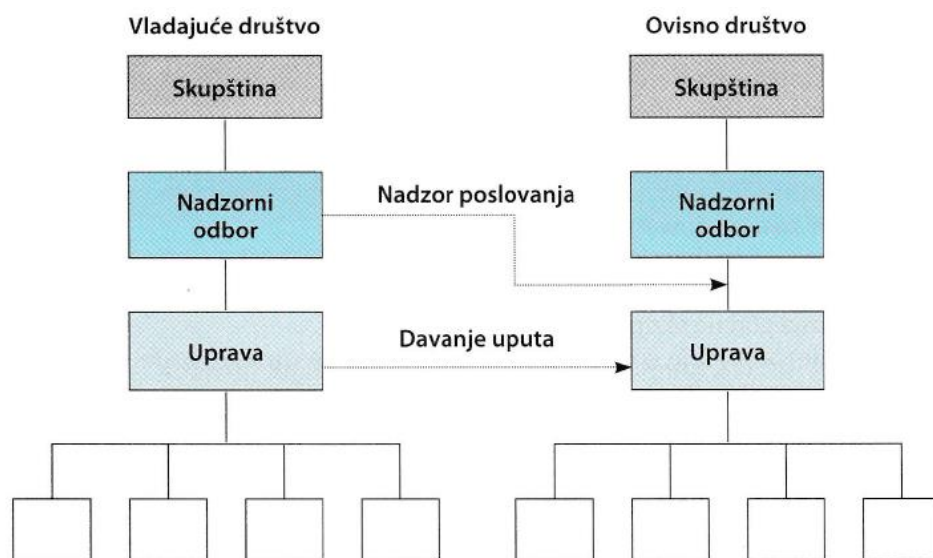 Vladajuće društvo
Ovisno društvo
Skupština
Skupština
Nadzorni
odbor
Nadzor poslovanja
Nadzorni
odbor
Uprava
Davanje uputa
Uprava